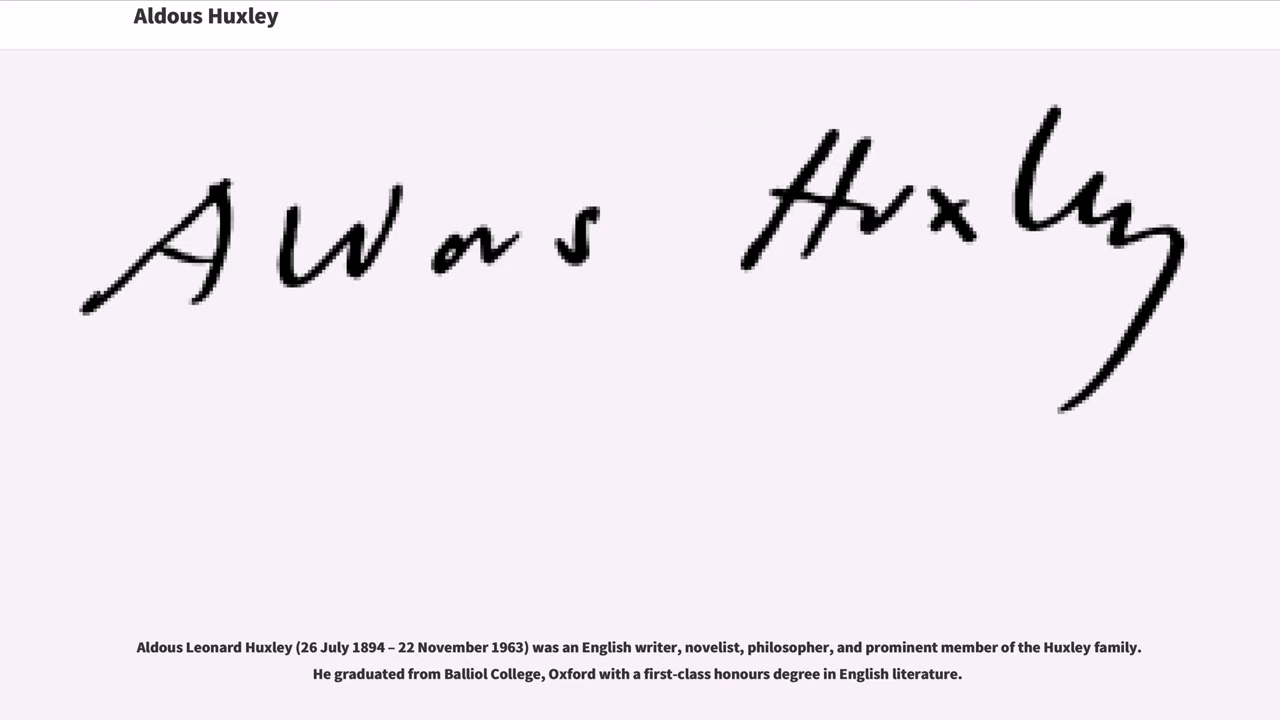 Aldous Huxley
Aldous Huxley
Aldous Leonard Huxley (26 July 1894 – 22 November 1963) was an English writer, novelist, philosopher, and prominent member of the Huxley family.
He graduated from Balliol College, Oxford with a first-class honours degree in English literature.